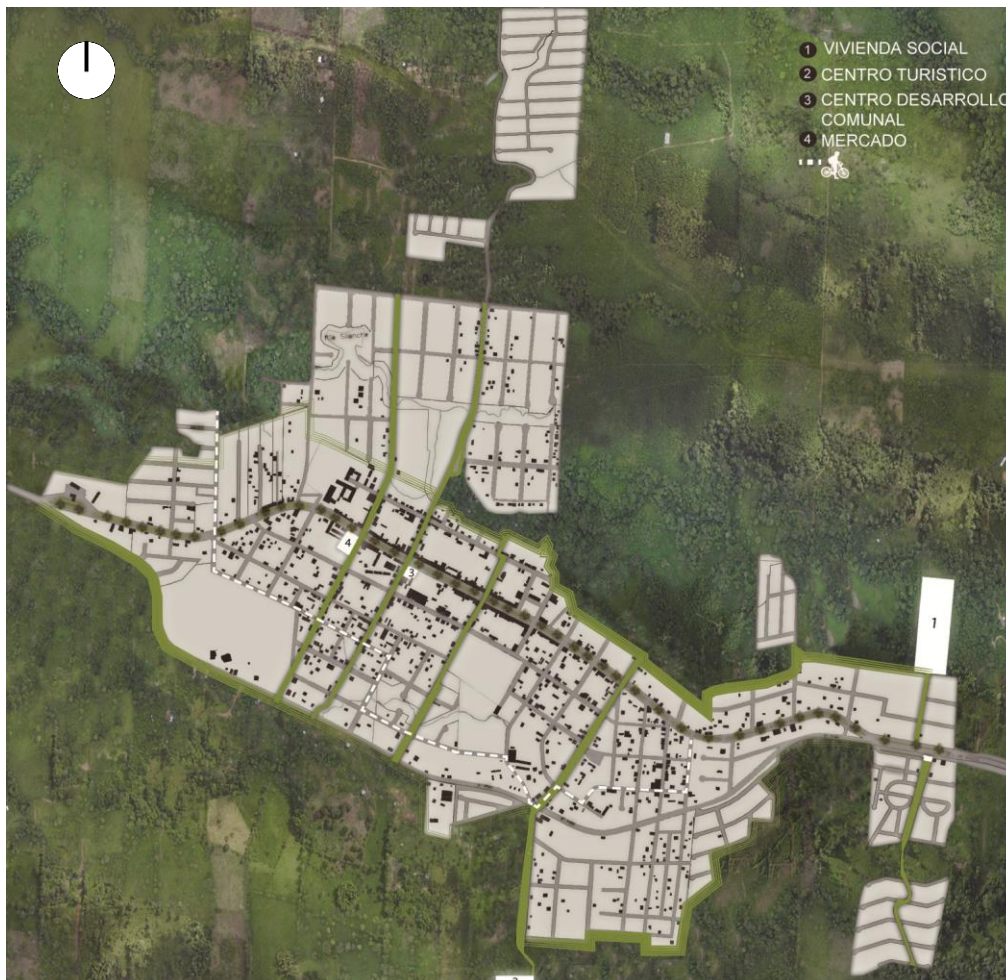 1 VIVIENDA SOCIAL
2 CENTRO TURISTICO
3 CENTRO DESARROLLO
COMUNAL
4 MERCADO
4
3
1